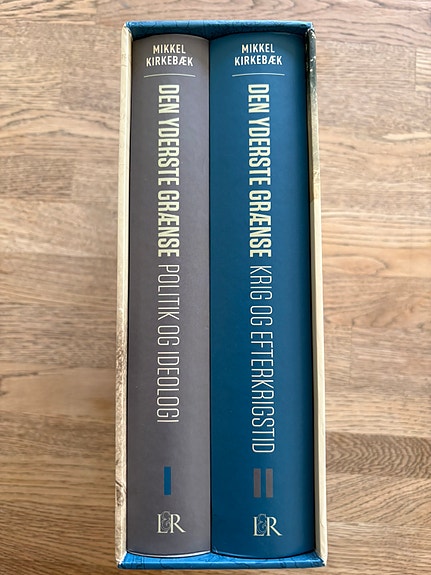 MIKKEL
KIRKEBÆK
DEN YDERSTE GRÆNSE POLITIK OG IDEOLOGI
I
L&R
MIKKEL
KIRKEBÆK
DEN YDERSTE GRÆNSE KRIG OG EFTERKRIGSTID
II
L&R